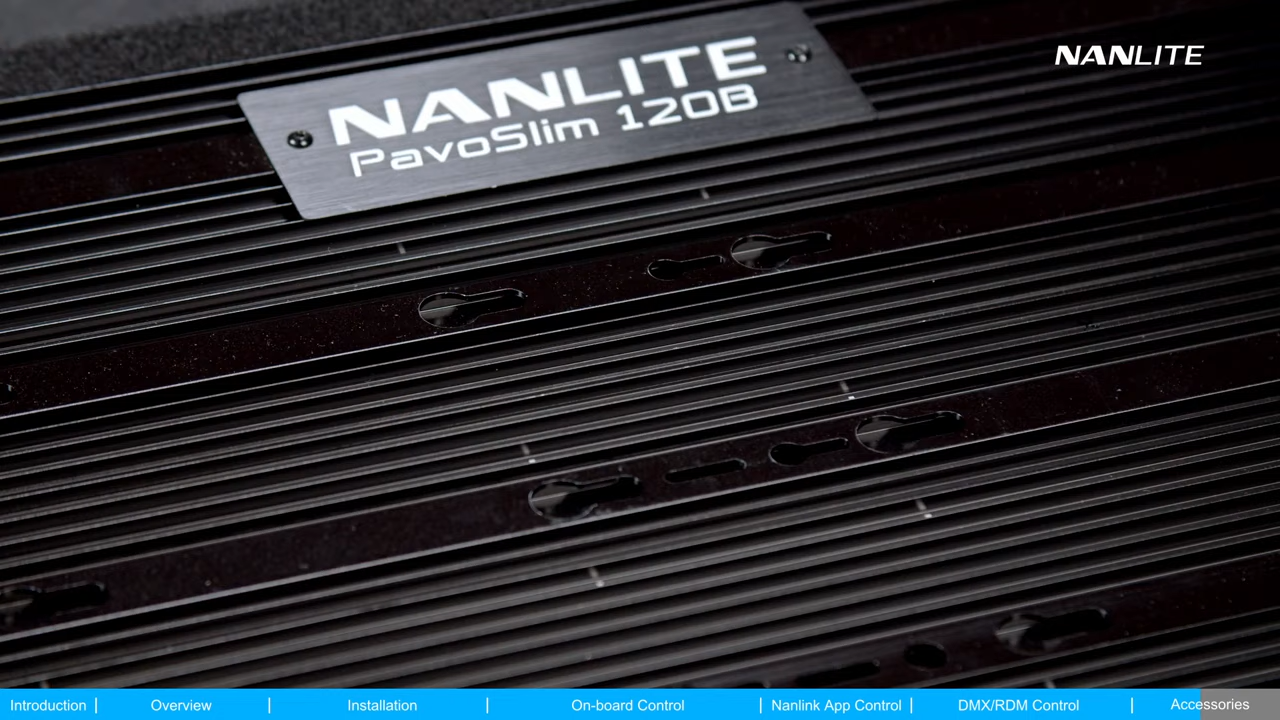 NANLITE
PavoSlim 120B
NANLITE
Introduction | Overview | Installation | On-board Control | Nanlink App Control | DMX/RDM Control | Accessories